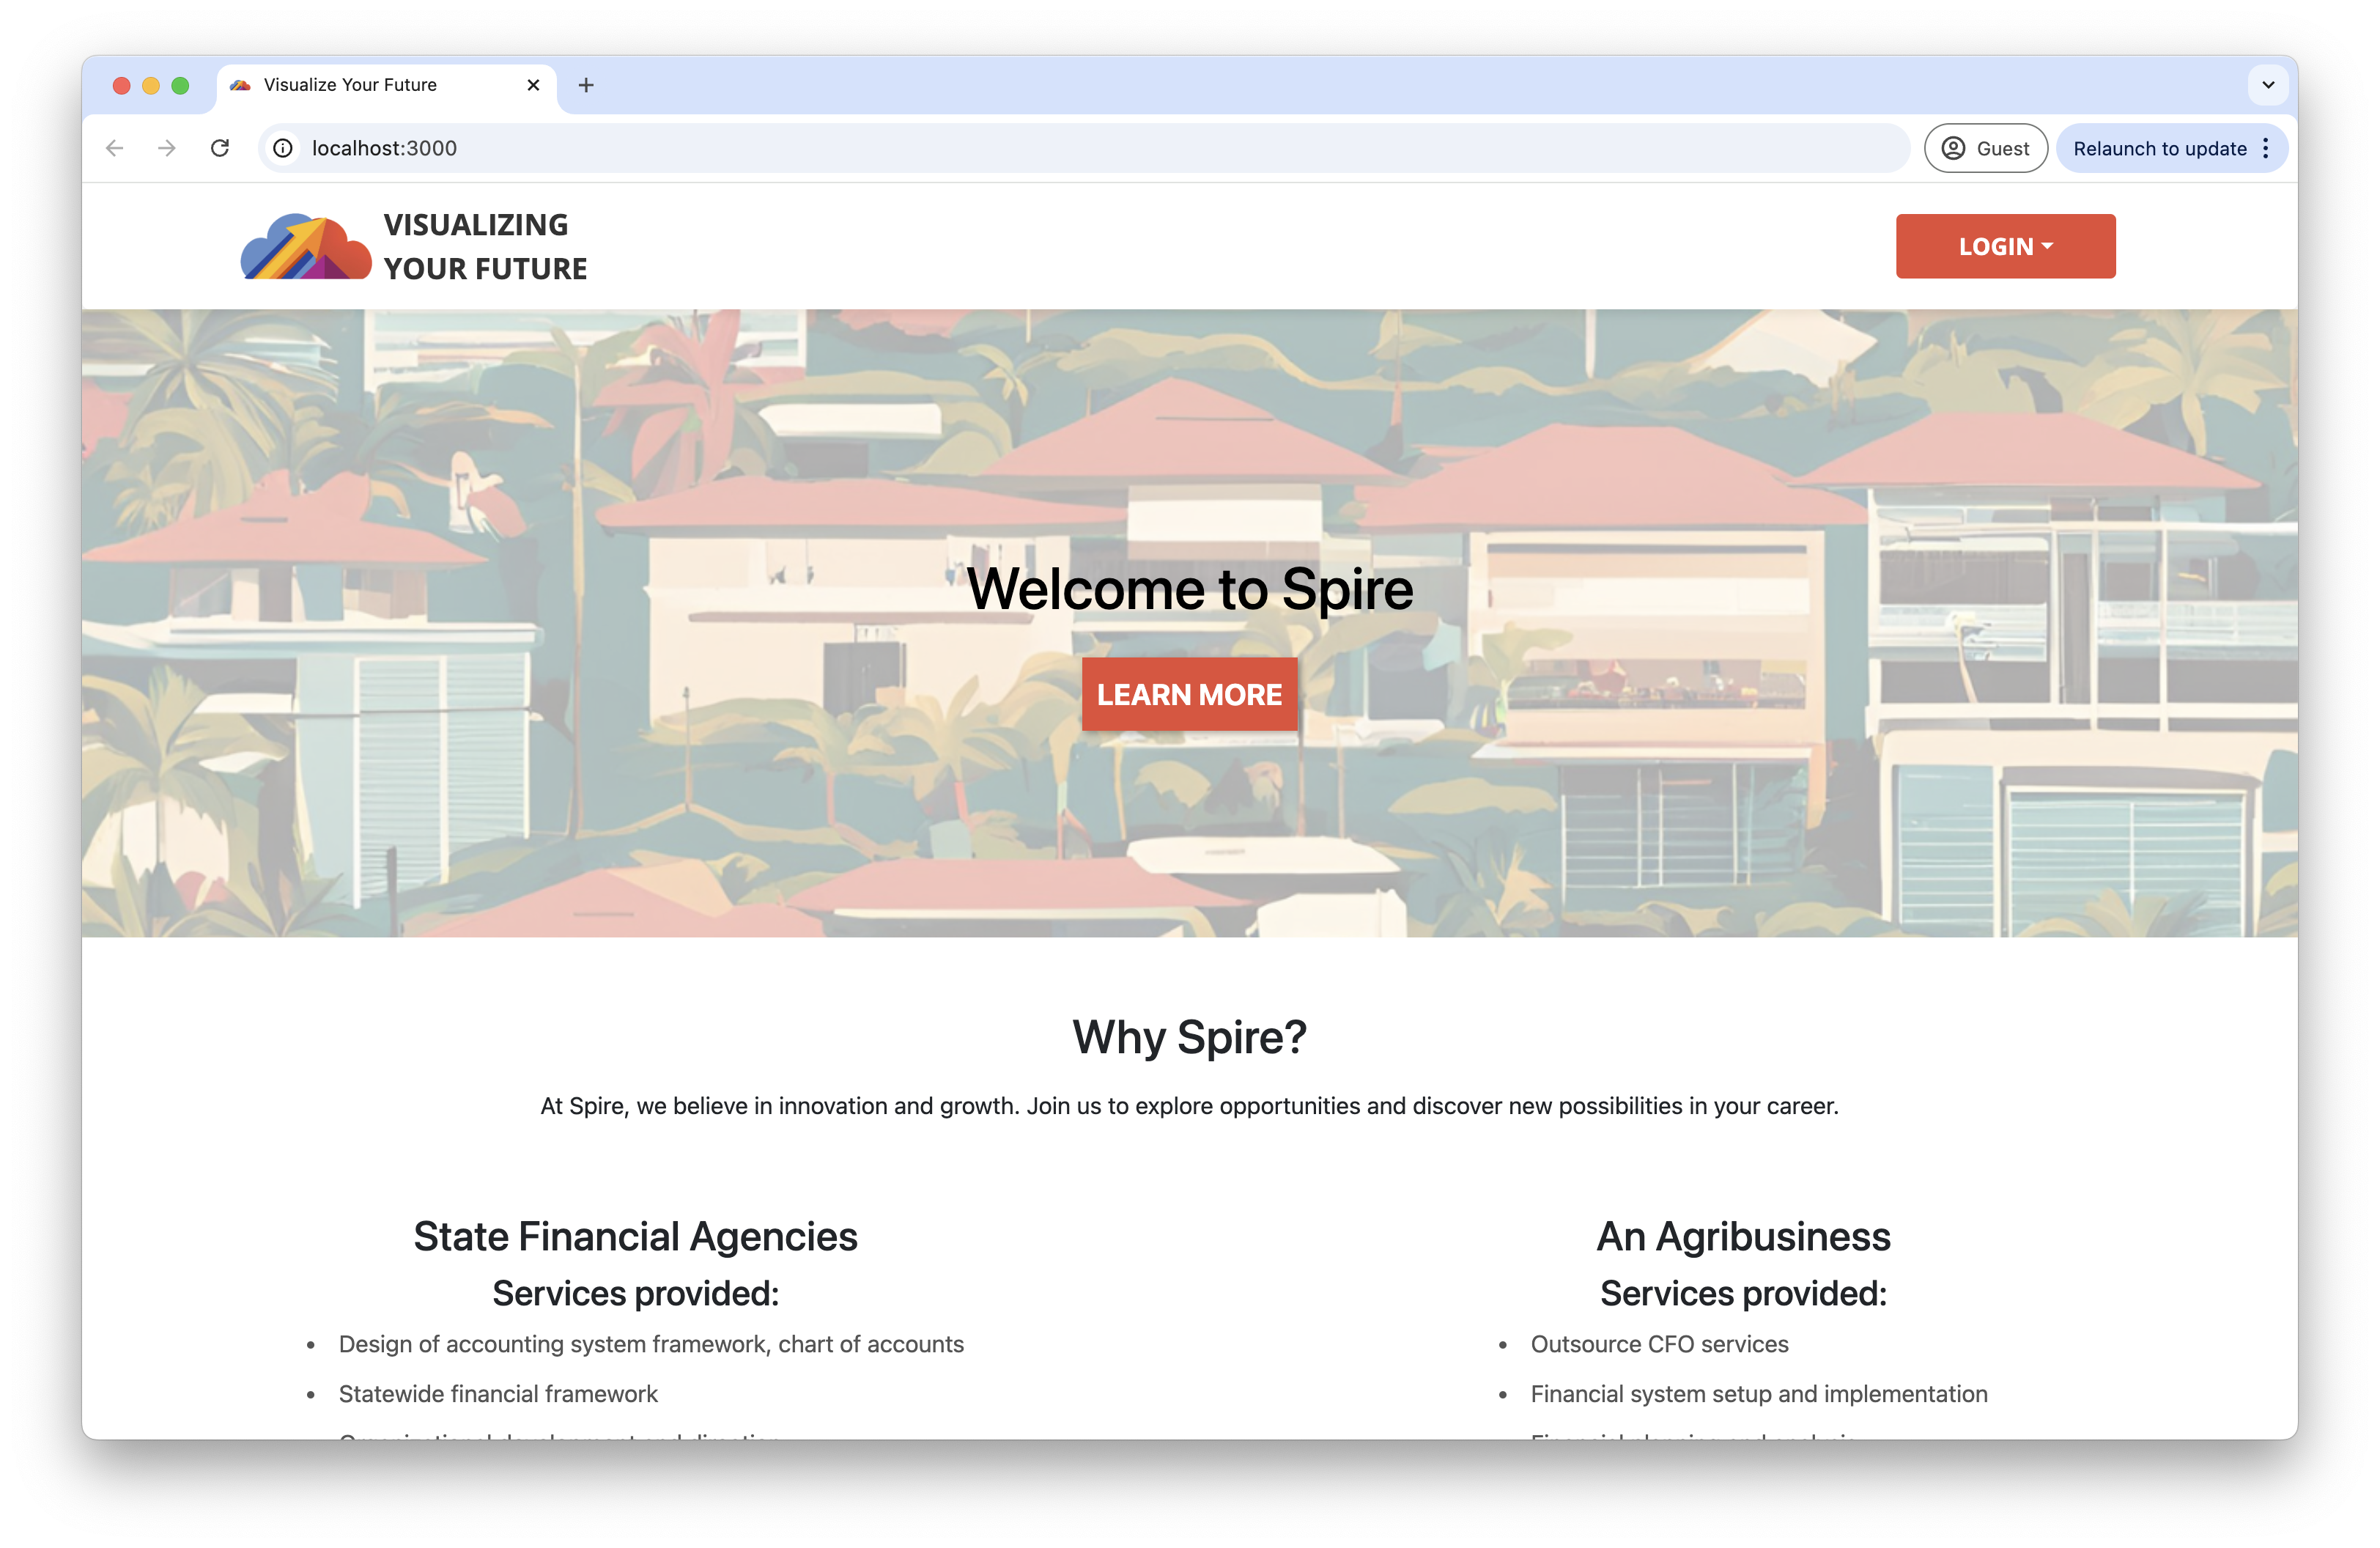 Visualize Your Future
localhost:3000
Guest
Relaunch to update
VISUALIZING
YOUR FUTURE
LOGIN
Welcome to Spire
LEARN MORE
Why Spire?
At Spire, we believe in innovation and growth. Join us to explore opportunities and discover new possibilities in your career.
State Financial Agencies
Services provided:
Design of accounting system framework, chart of accounts
Statewide financial framework
An Agribusiness
Services provided:
Outsource CFO services
Financial system setup and implementation